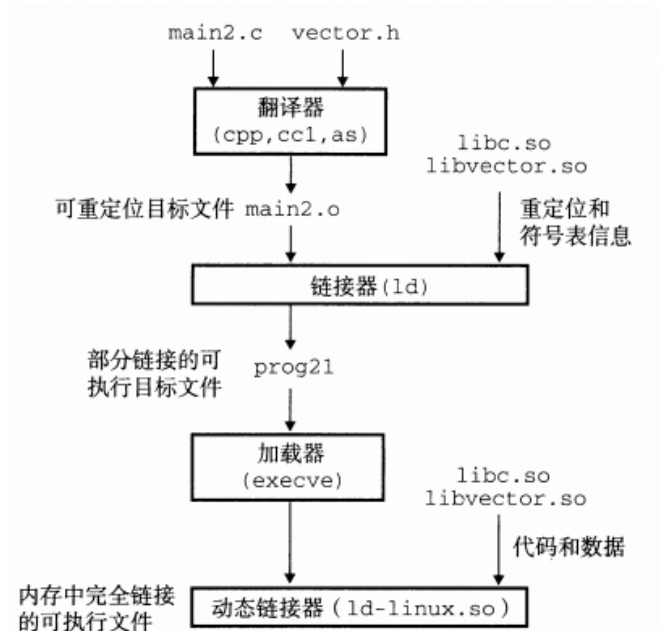 main2.c vector.h
翻译器
(cpp,cc1,as)
libc.so
libvector.so
可重定位目标文件 main2.o
重定位和
符号表信息
链接器(ld)
部分链接的可
执行目标文件
prog21
加载器
(execve)
libc.so
libvector.so
代码和数据
内存中完全链接
的可执行文件
动态链接器(ld-linux.so)